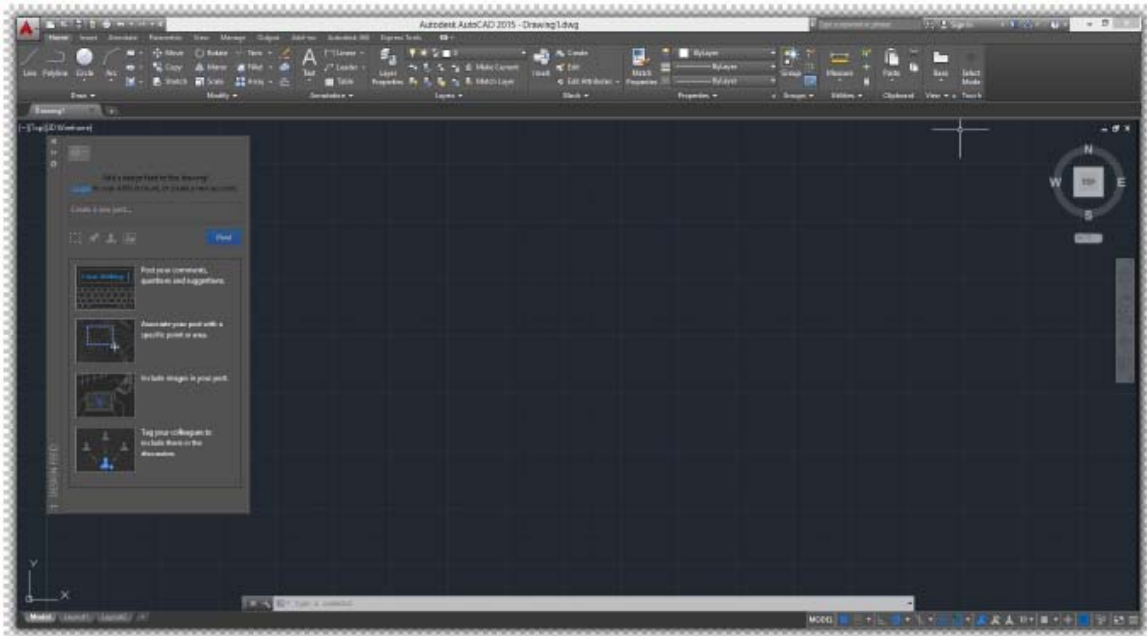 Autodesk AutoCAD 2015 - Drawing1.dwg
Home Insert Annotate Parametric View Manage Output Add-ins Autodesk 360 Express Tools
Move Rotate Trim Linear Create
Copy Mirror Fillet Leader Make Current Edit ByLayer
Line Polyline Circle Arc Stretch Scale Array Text Table Layer Properties Match Layer Insert Edit Attributes Match Properties ByLayer Group Measure Paste Base Select Mode
Draw Modify Annotation Layers Block Properties Groups Utilities Clipboard View Touch
Drawing1
[-][Top][2D Wireframe]
N
W TOP E
S
Create a new post...
Post
Post your comments,
questions and suggestions.
Associate your post with a
specific point or area.
Include images in your post.
Tag your colleagues to
include them in the
discussion.
DESIGN FEED
Y
X
Type a command
Model Layout1 Layout2
MODEL